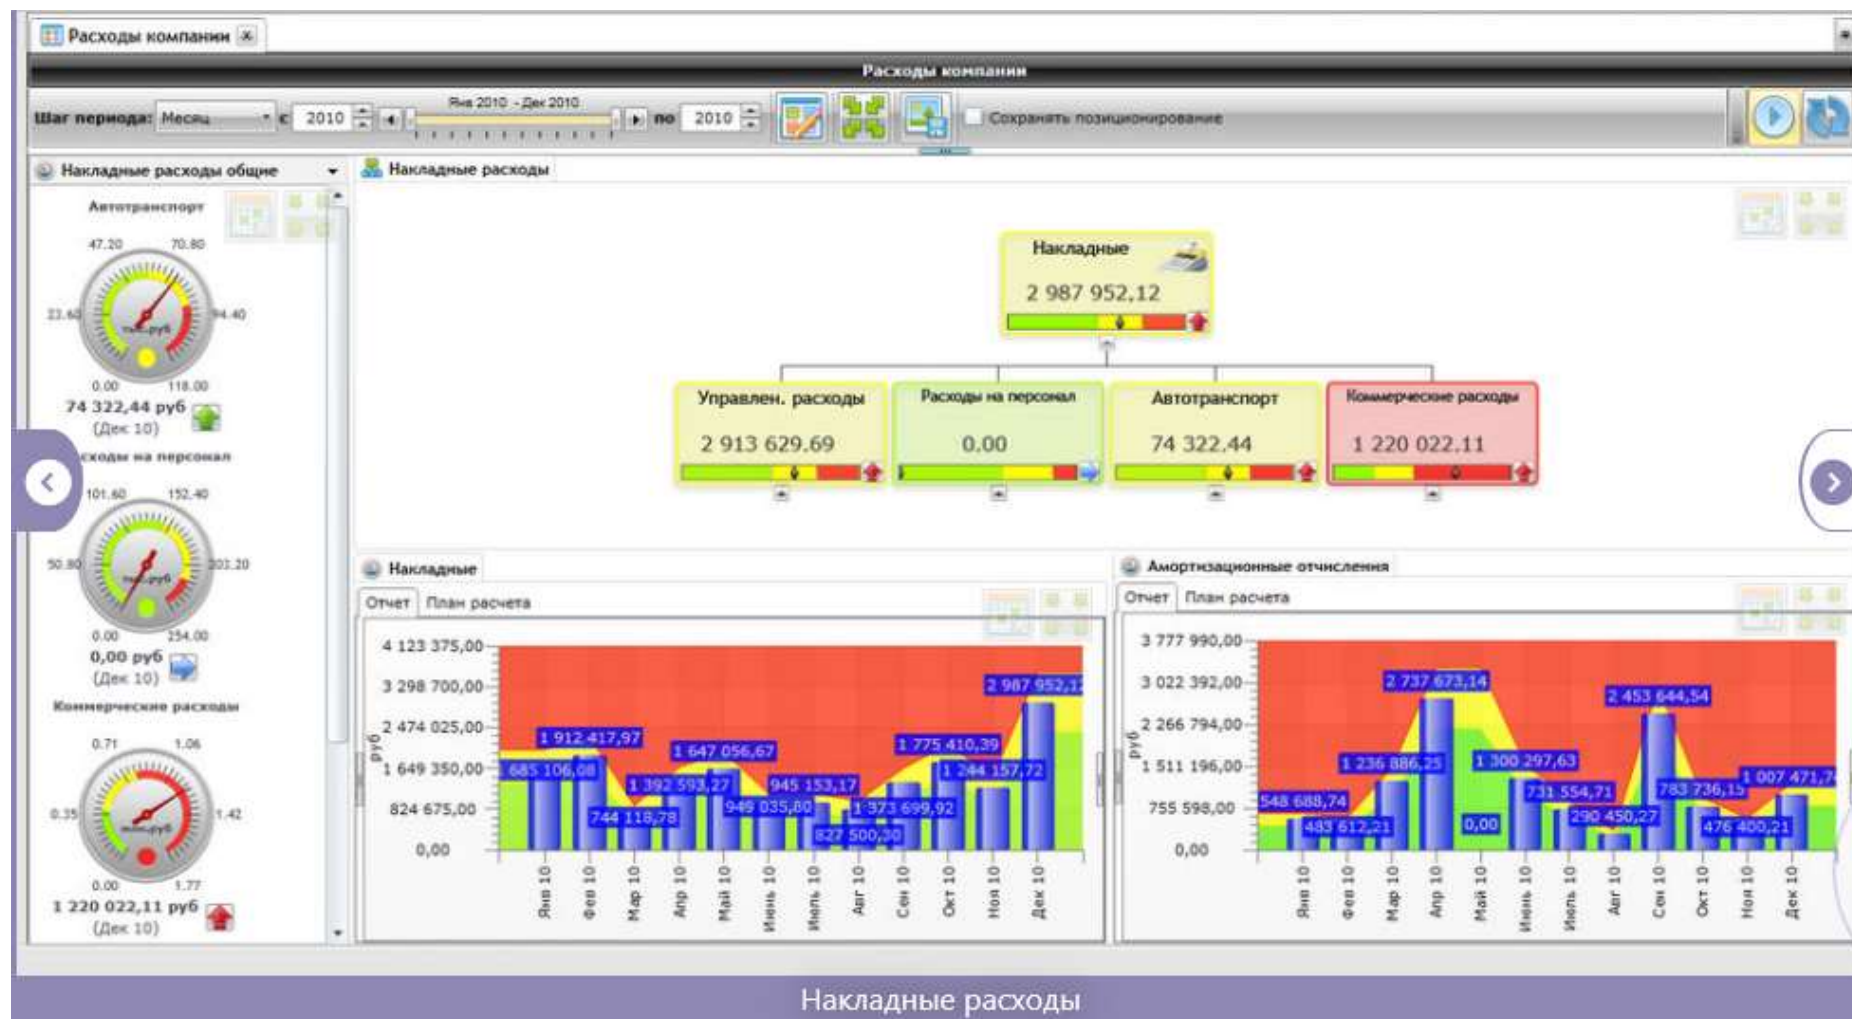 Расходы компании
Расходы компании
Шаг периода: Месяц с 2010 Янв 2010 - Дек 2010 по 2010 Сохранять позиционирование
Накладные расходы общие
Автотранспорт
47.20 70.80
23.60 94.40
тыс.руб
0.00 118.00
74 322,44 руб
(Дек 10)
сходы на персонал
101.60 152.40
50.80 203.20
тыс.руб
0.00 254.00
0,00 руб
(Дек 10)
Коммерческие расходы
0.71 1.06
0.35 1.42
0.00 1.77
1 220 022,11 руб
(Дек 10)
Накладные расходы
Накладные
2 987 952,12
Управлен. расходы
2 913 629.69
Расходы на персонал
0.00
Автотранспорт
74 322.44
Коммерческие расходы
1 220 022.11
Накладные
Отчет План расчета
руб
4 123 375,00
3 298 700,00
2 474 025,00
1 649 350,00
824 675,00
0,00
685 106,08
1 912 417,97
744 118,78
1 392 593,27
1 647 056,67
949 035,80
945 153,17
827 500,30
1 373 699,92
1 775 410,39
1 244 157,72
2 987 952,12
Янв 10 Фев 10 Мар 10 Апр 10 Май 10 Июнь 10 Июль 10 Авг 10 Сен 10 Окт 10 Ноя 10 Дек 10
Амортизационные отчисления
Отчет План расчета
руб
3 777 990,00
3 022 392,00
2 266 794,00
1 511 196,00
755 598,00
0,00
548 688,74
483 612,21
1 236 886,25
2 737 673,14
0,00
1 300 297,63
731 554,71
290 450,27
2 453 644,54
783 736,15
476 400,21
1 007 471,74
Янв 10 Фев 10 Мар 10 Апр 10 Май 10 Июнь 10 Июль 10 Авг 10 Сен 10 Окт 10 Ноя 10 Дек 10
Накладные расходы